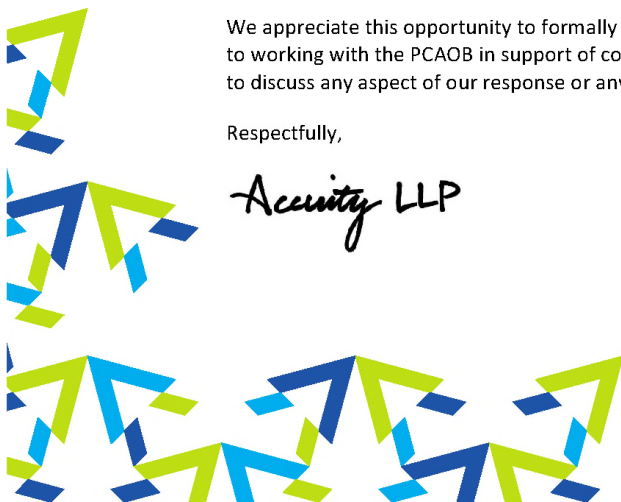 We appreciate this opportunity to formally
to working with the PCAOB in support of co
to discuss any aspect of our response or any
Respectfully,
Accuity LLP